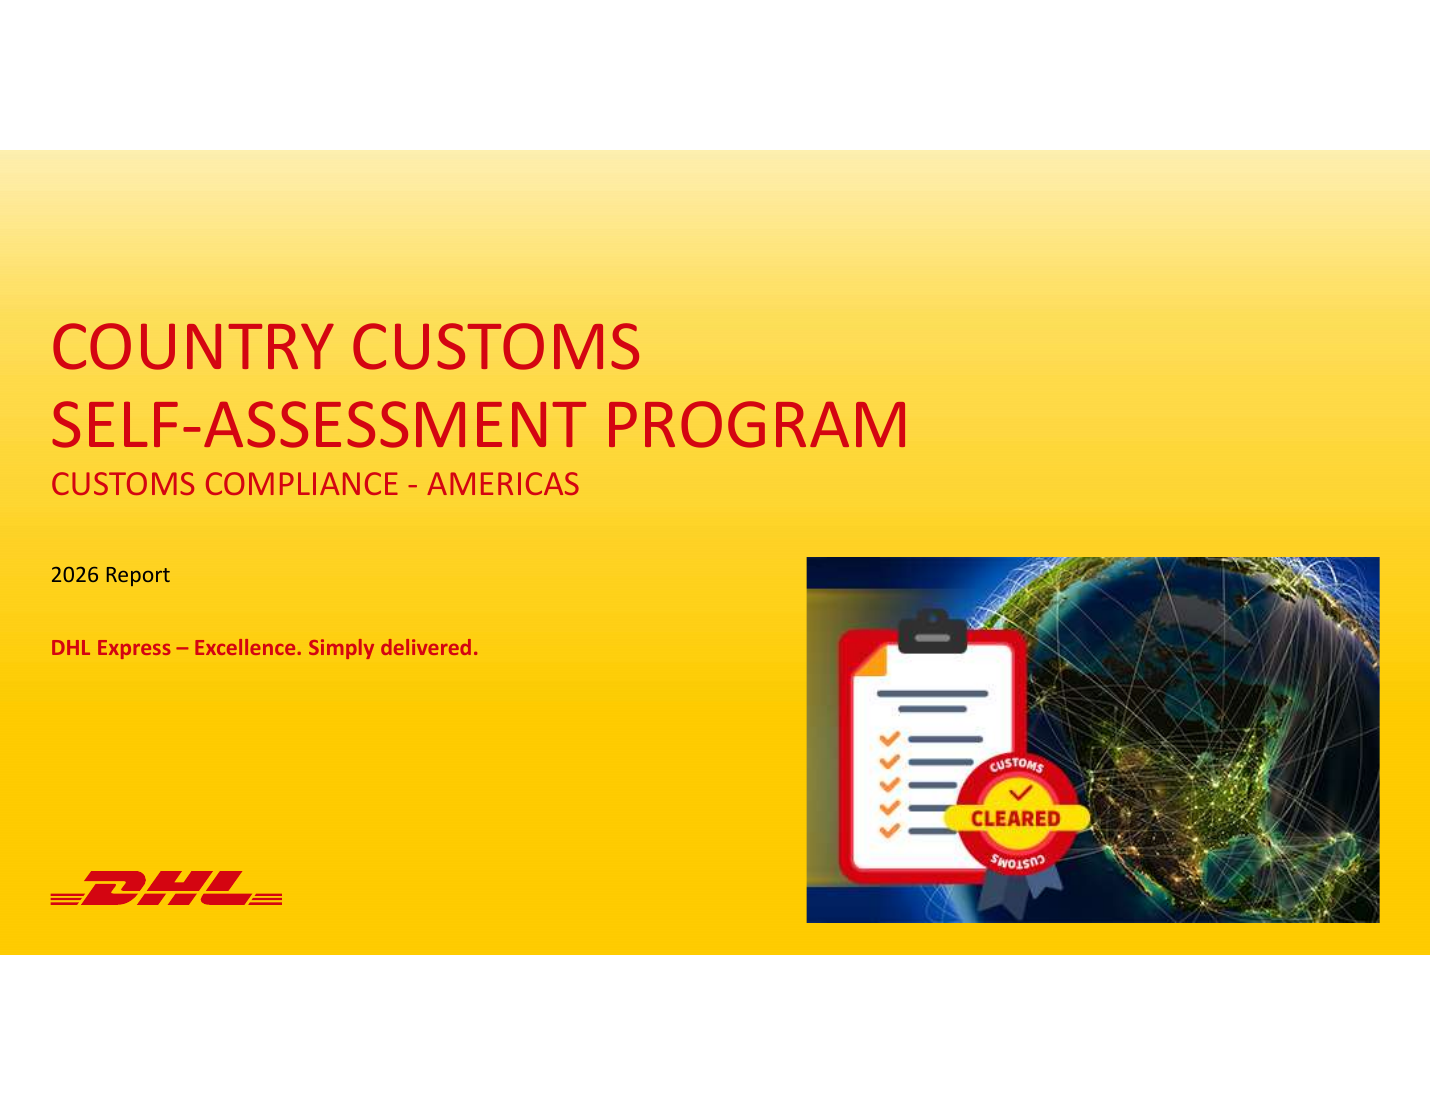 COUNTRY CUSTOMS
SELF-ASSESSMENT PROGRAM
CUSTOMS COMPLIANCE - AMERICAS
2026 Report
DHL Express – Excellence. Simply delivered.
CUSTOMS
CLEARED
CUSTOMS
DHL